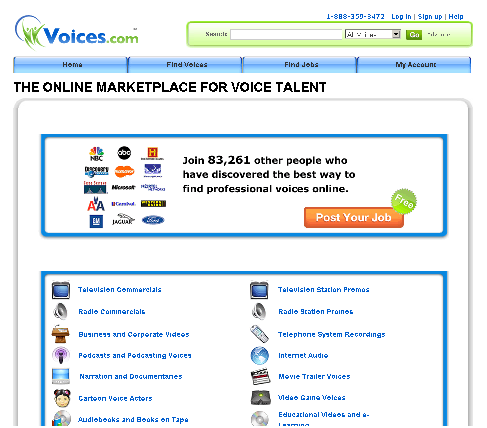 1-888-359-3472 Log in | Sign up | Help
Voices.com
Search: All Voices Go Advanced
Home Find Voices Find Jobs My Account
THE ONLINE MARKETPLACE FOR VOICE TALENT
NBC abc
Discovery
Microsoft
Carnival
GM JAGUAR Ford
Join 83,261 other people who
have discovered the best way to
find professional voices online.
Free
Post Your Job
Television Commercials Television Station Promos
Radio Commercials Radio Station Promos
Business and Corporate Videos Telephone System Recordings
Podcasts and Podcasting Voices Internet Audio
Narration and Documentaries Movie Trailer Voices
Cartoon Voice Actors Video Game Voices
Audiobooks and Books on Tape Educational Videos and e-
Learning